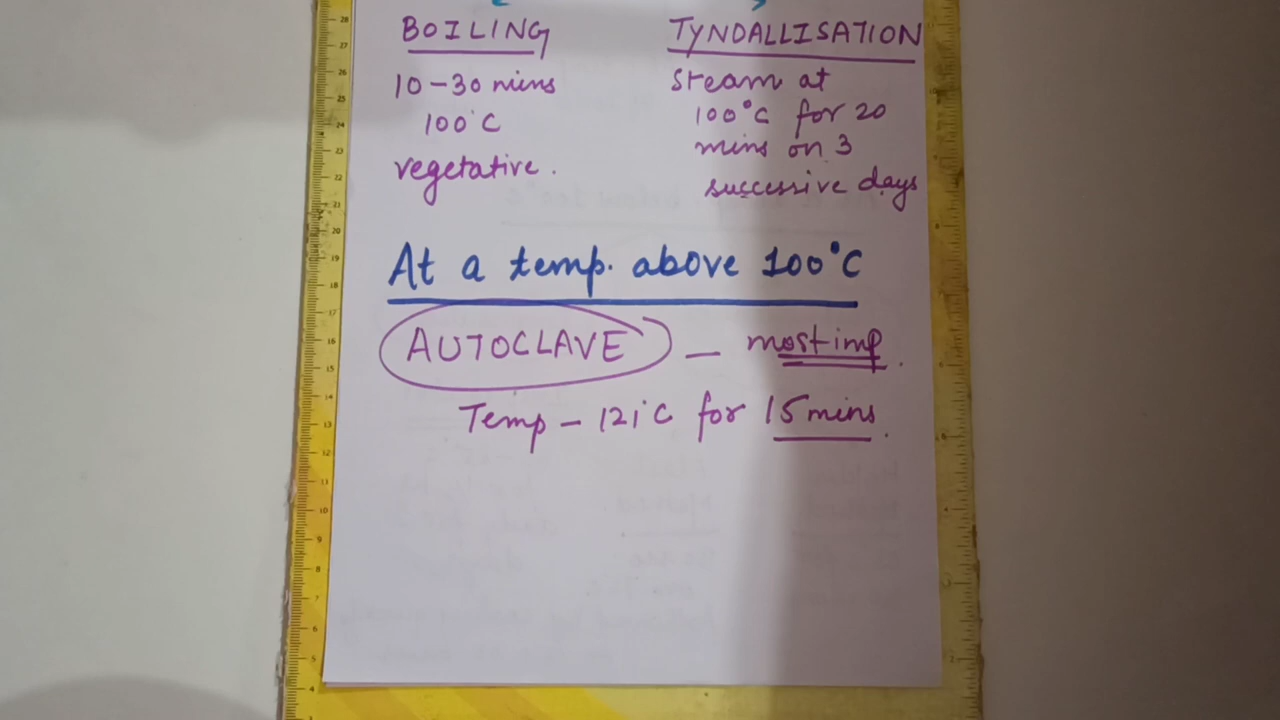 BOILING
10-30 mins
100°C
vegetative.
TYNDALLISATION
steam at
100°C for 20
mins on 3
successive days
At a temp. above 100°C
AUTOCLAVE — most imp.
Temp - 121°C for 15 mins.